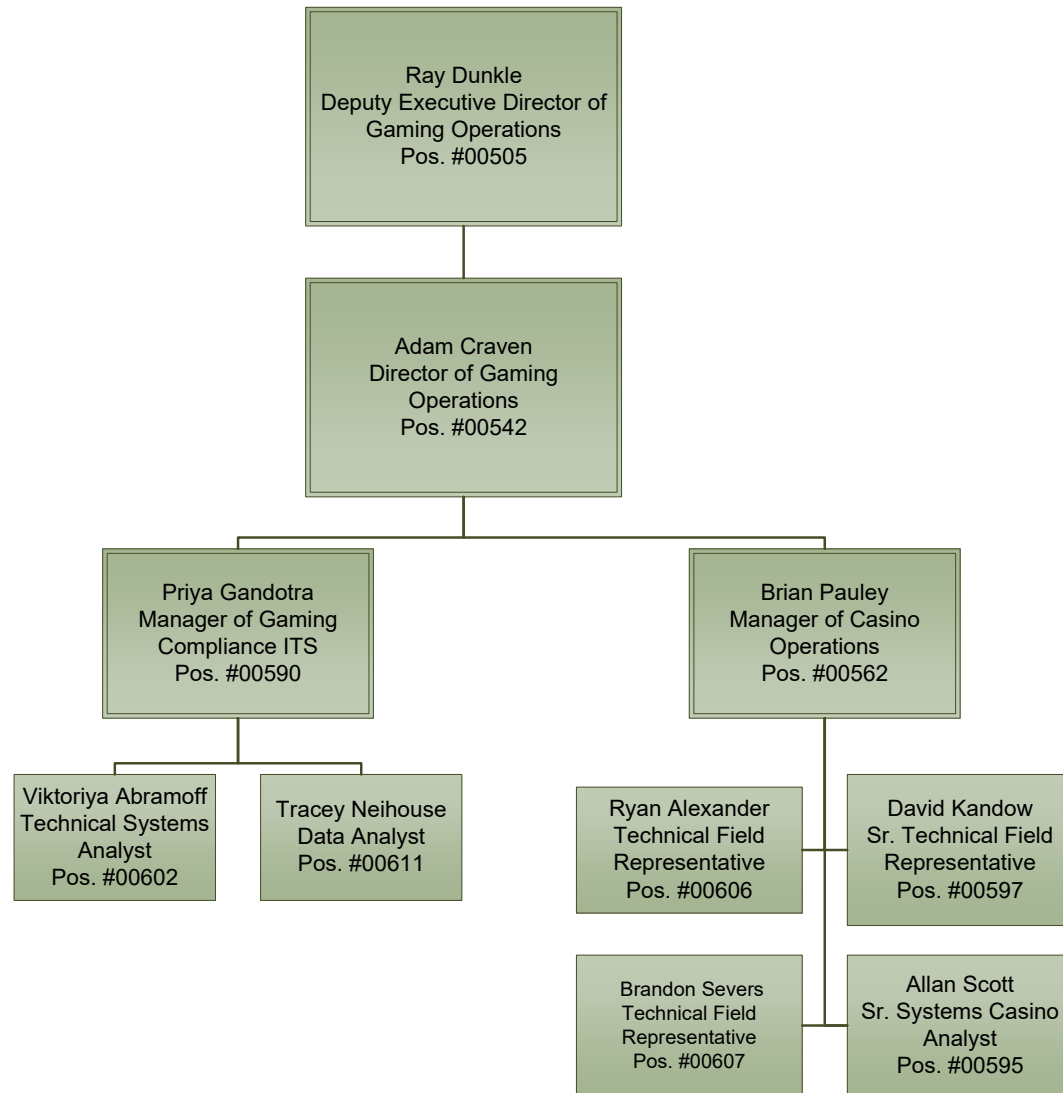 Ray Dunkle
Deputy Executive Director of
Gaming Operations
Pos. #00505
Adam Craven
Director of Gaming
Operations
Pos. #00542
Priya Gandotra
Manager of Gaming
Compliance ITS
Pos. #00590
Brian Pauley
Manager of Casino
Operations
Pos. #00562
Viktoriya Abramoff
Technical Systems
Analyst
Pos. #00602
Tracey Neihouse
Data Analyst
Pos. #00611
Ryan Alexander
Technical Field
Representative
Pos. #00606
David Kandow
Sr. Technical Field
Representative
Pos. #00597
Brandon Severs
Technical Field
Representative
Pos. #00607
Allan Scott
Sr. Systems Casino
Analyst
Pos. #00595